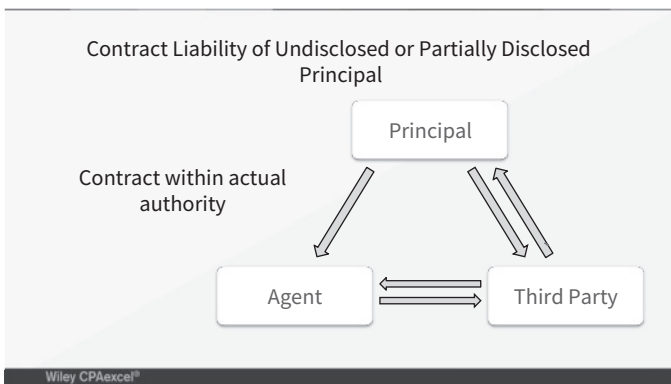 Contract Liability of Undisclosed or Partially Disclosed
Principal
Principal
Contract within actual
authority
Agent
Third Party
Wiley CPAexcel®